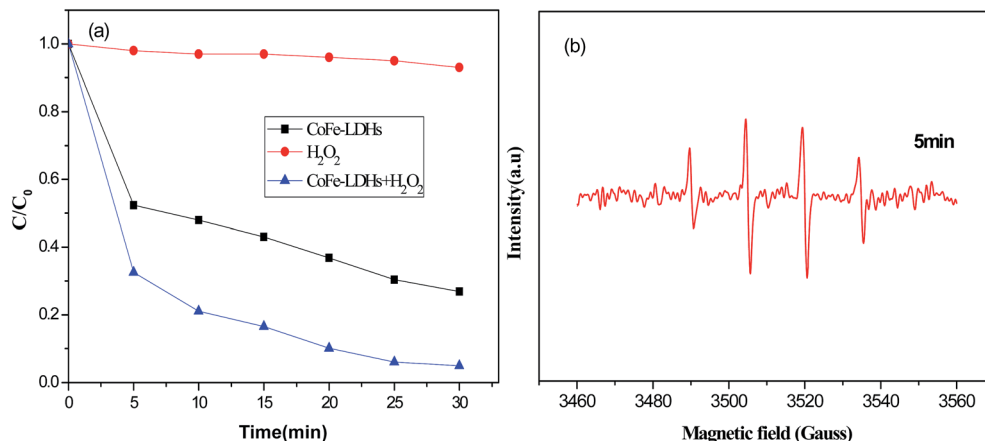 (a)
1.0
0.8
0.6
0.4
0.2
0.0
C/C₀
CoFe-LDHs
H₂O₂
CoFe-LDHs+H₂O₂
0 5 10 15 20 25 30
Time(min)
(b)
5min
Intensity(a.u)
3460 3480 3500 3520 3540 3560
Magnetic field (Gauss)